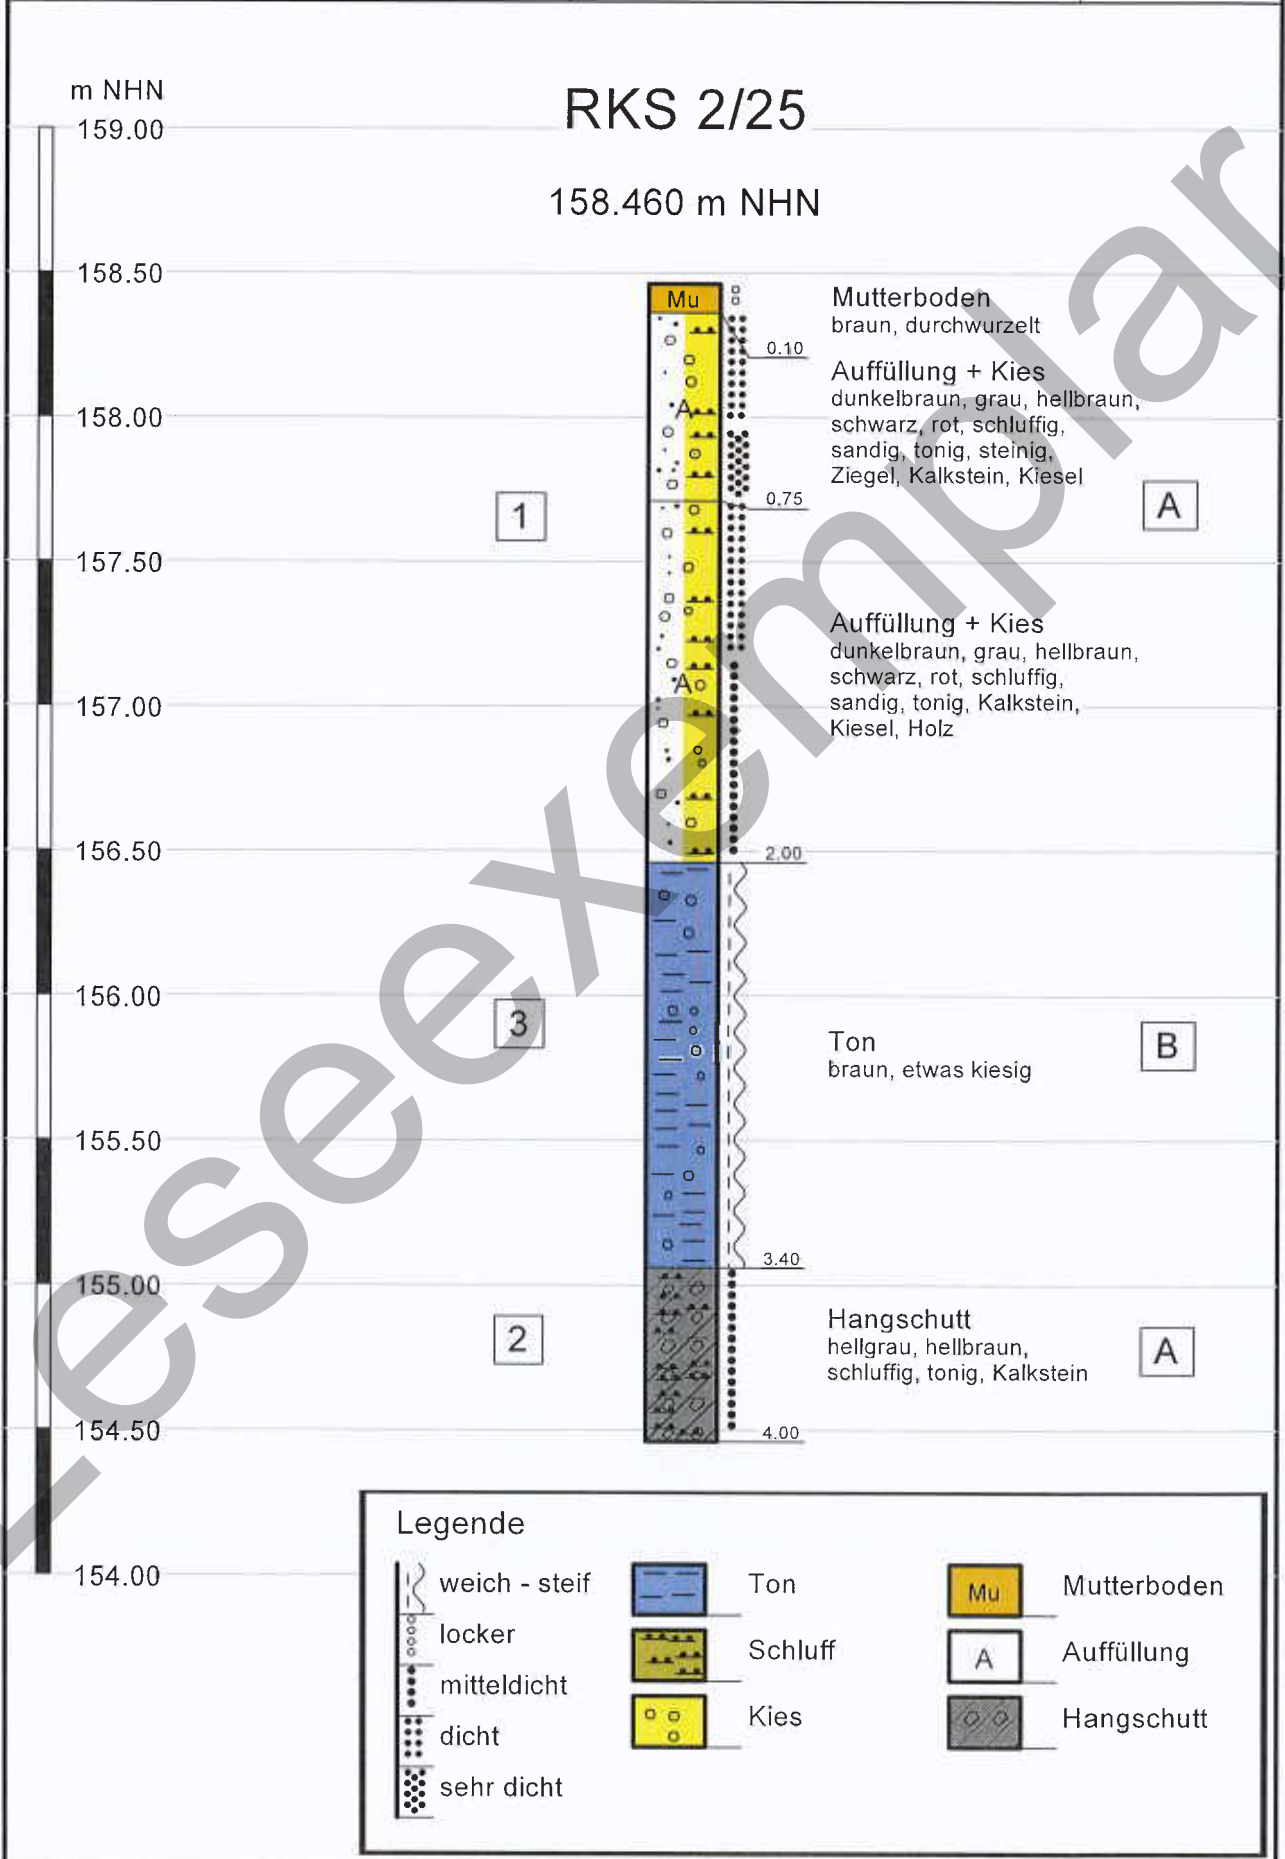 m NHN
RKS 2/25
159.00
158.460 m NHN
158.50
Mu
Mutterboden
braun, durchwurzelt
0.10
Auffüllung + Kies
dunkelbraun, grau, hellbraun,
schwarz, rot, schluffig,
sandig, tonig, steinig,
Ziegel, Kalkstein, Kiesel
158.00
A
0.75
1
A
157.50
Auffüllung + Kies
dunkelbraun, grau, hellbraun,
schwarz, rot, schluffig,
sandig, tonig, Kalkstein,
Kiesel, Holz
A
157.00
156.50
2.00
156.00
3
Ton
braun, etwas kiesig
B
155.50
3.40
155.00
2
Hangschutt
hellgrau, hellbraun,
schluffig, tonig, Kalkstein
A
154.50
4.00
154.00
Legende
weich - steif
locker
mitteldicht
dicht
sehr dicht
Ton
Schluff
Kies
Mu
Mutterboden
A
Auffüllung
Hangschutt
Leseexemplar